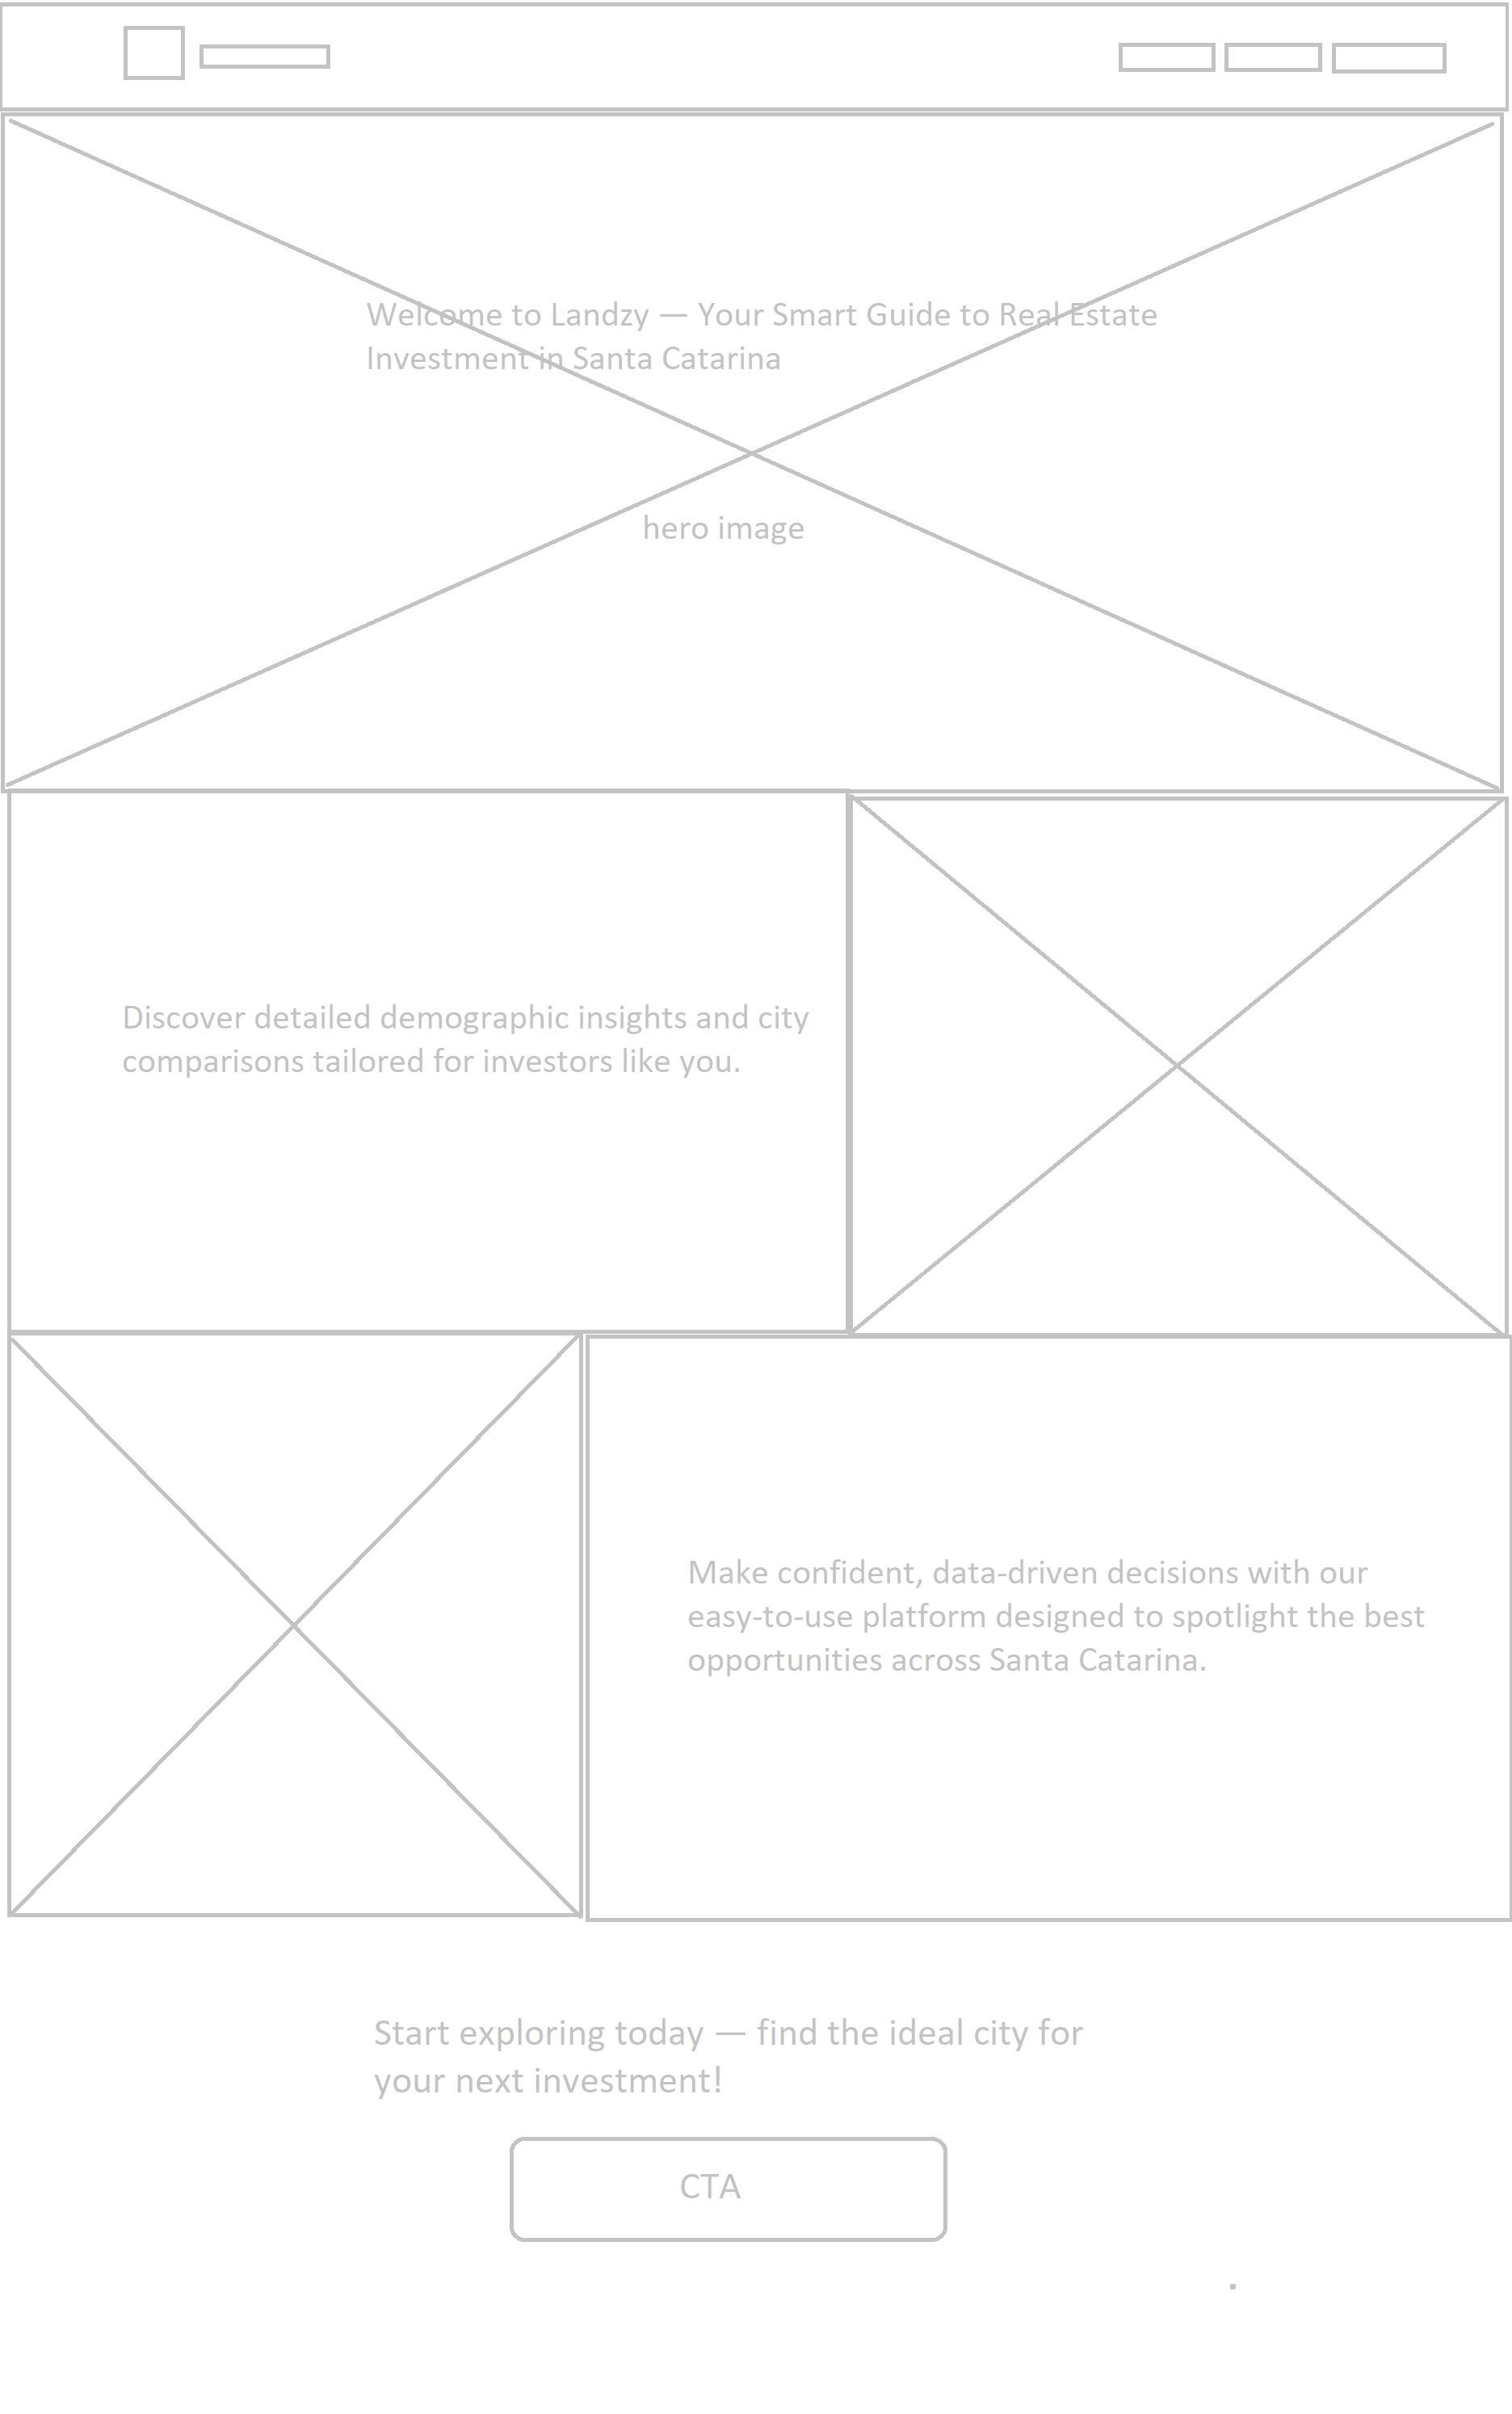 Welcome to Landzy — Your Smart Guide to Real Estate
Investment in Santa Catarina
hero image
Discover detailed demographic insights and city
comparisons tailored for investors like you.
Make confident, data-driven decisions with our
easy-to-use platform designed to spotlight the best
opportunities across Santa Catarina.
Start exploring today — find the ideal city for
your next investment!
CTA